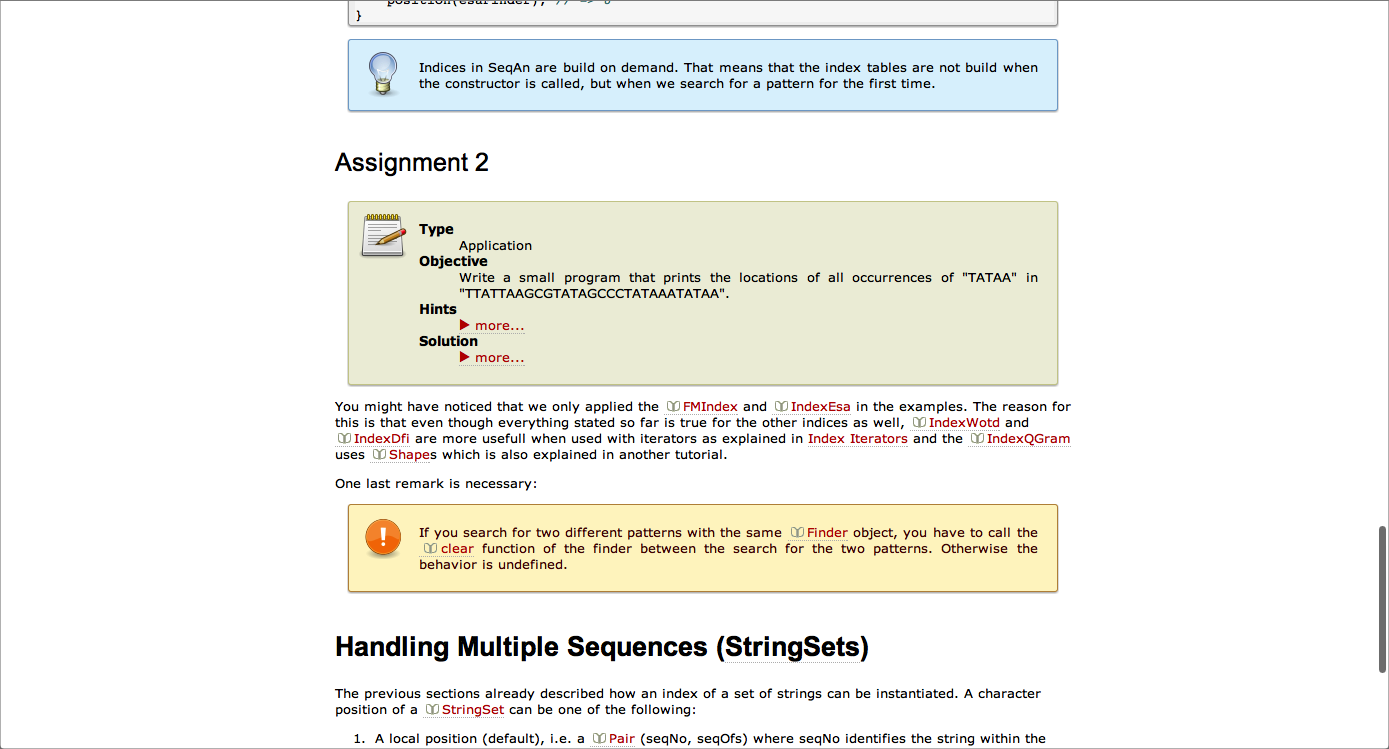 }
Indices in SeqAn are build on demand. That means that the index tables are not build when
the constructor is called, but when we search for a pattern for the first time.
Assignment 2
Type
Application
Objective
Write a small program that prints the locations of all occurrences of "TATAA" in
"TTATTAAGCGTATAGCCCTATAAATATAA".
Hints
more...
Solution
more...
You might have noticed that we only applied the FMIndex and IndexEsa in the examples. The reason for
this is that even though everything stated so far is true for the other indices as well, IndexWotd and
IndexDfi are more usefull when used with iterators as explained in Index Iterators and the IndexQGram
uses Shapes which is also explained in another tutorial.
One last remark is necessary:
If you search for two different patterns with the same Finder object, you have to call the
clear function of the finder between the search for the two patterns. Otherwise the
behavior is undefined.
Handling Multiple Sequences (StringSets)
The previous sections already described how an index of a set of strings can be instantiated. A character
position of a StringSet can be one of the following:
1. A local position (default), i.e. a Pair (seqNo, seqOfs) where seqNo identifies the string within the